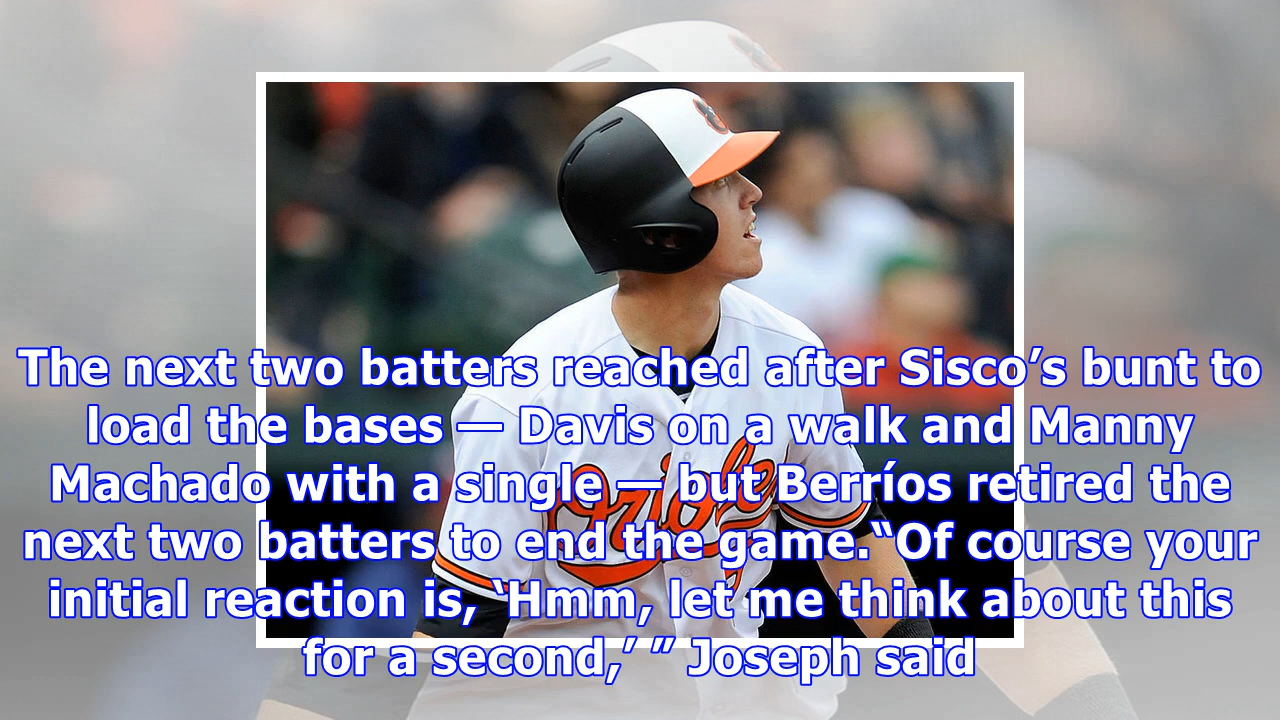 The next two batters reached after Sisco’s bunt to
load the bases — Davis on a walk and Manny
Machado with a single — but Berríos retired the
next two batters to end the game.“Of course your
initial reaction is, ‘Hmm, let me think about this
for a second,’ ” Joseph said
Orioles